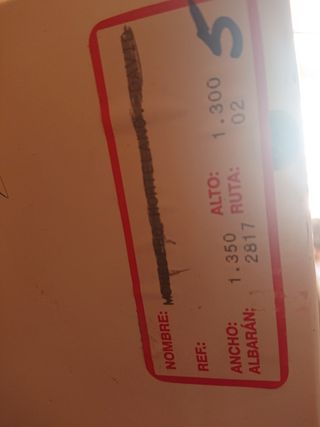 NOMBRE:
REF.:
ANCHO: 1.350 ALTO: 1.300
ALBARÁN: 2817 RUTA: 02
5